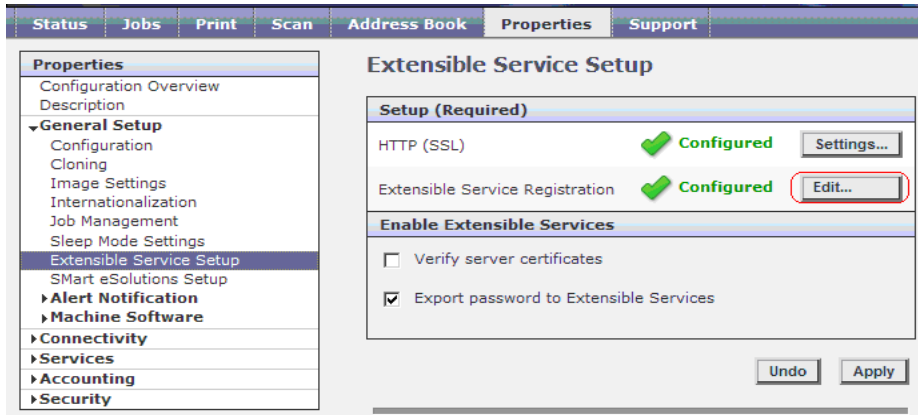 Status Jobs Print Scan Address Book Properties Support
Properties
Configuration Overview
Description
General Setup
Configuration
Cloning
Image Settings
Internationalization
Job Management
Sleep Mode Settings
Extensible Service Setup
SMart eSolutions Setup
Alert Notification
Machine Software
Connectivity
Services
Accounting
Security
Extensible Service Setup
Setup (Required)
HTTP (SSL) Configured Settings...
Extensible Service Registration Configured Edit...
Enable Extensible Services
Verify server certificates
Export password to Extensible Services
Undo Apply